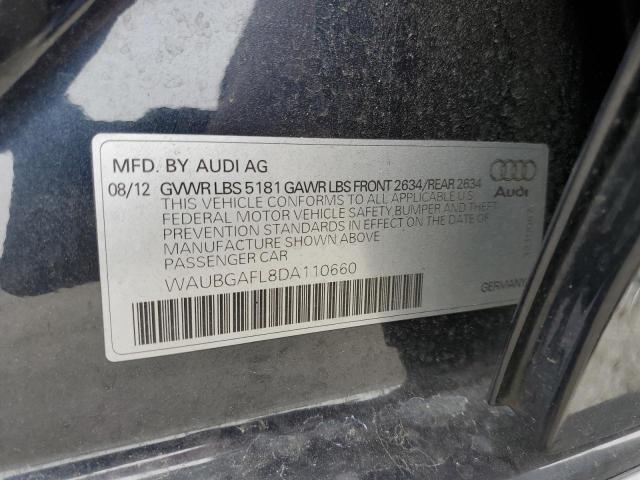 MFD. BY AUDI AG
08/12 GVWR LBS 5181 GAWR LBS FRONT 2634/REAR 2634
THIS VEHICLE CONFORMS TO ALL APPLICABLE U.S
FEDERAL MOTOR VEHICLE SAFETY BUMPER AND THEFT
PREVENTION STANDARDS IN EFFECT ON THE DATE OF
MANUFACTURE SHOWN ABOVE
PASSENGER CAR
WAUBGAFL8DA110660
Audi
GERMANY